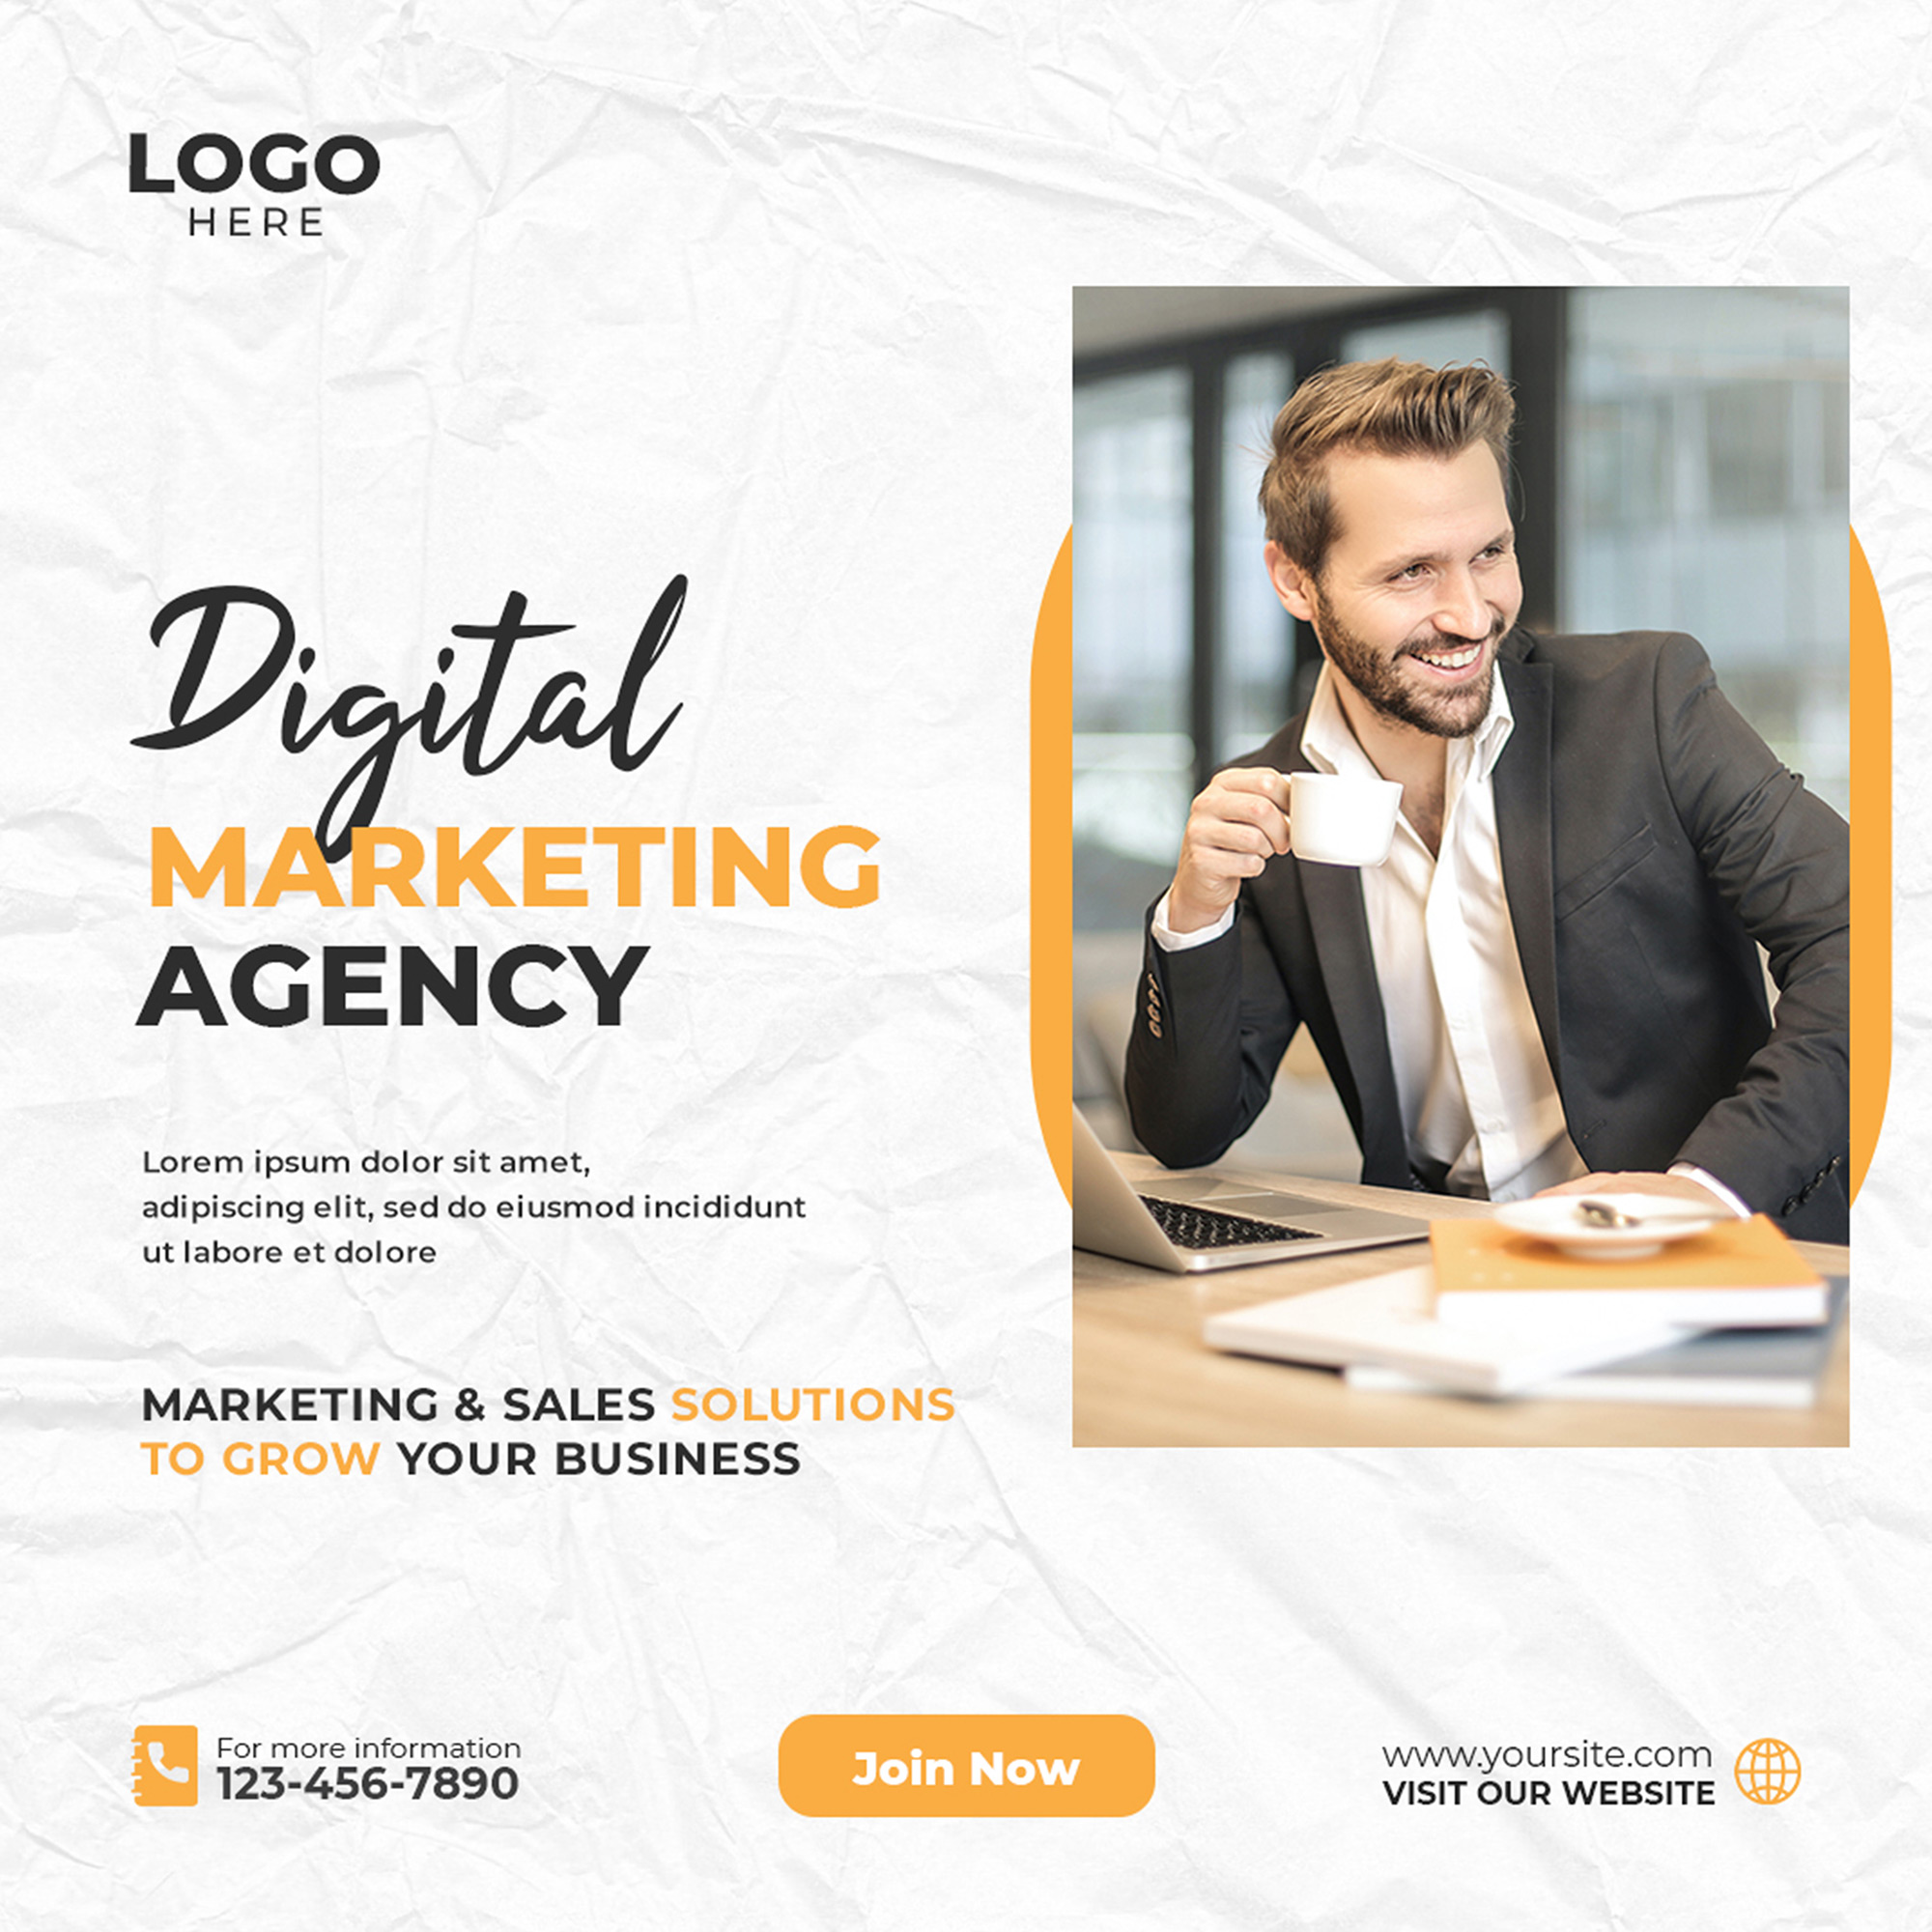 LOGO
HERE
Digital
MARKETING
AGENCY
Lorem ipsum dolor sit amet,
adipiscing elit, sed do eiusmod incididunt
ut labore et dolore
MARKETING & SALES SOLUTIONS
TO GROW YOUR BUSINESS
For more information
123-456-7890
Join Now
www.yoursite.com
VISIT OUR WEBSITE